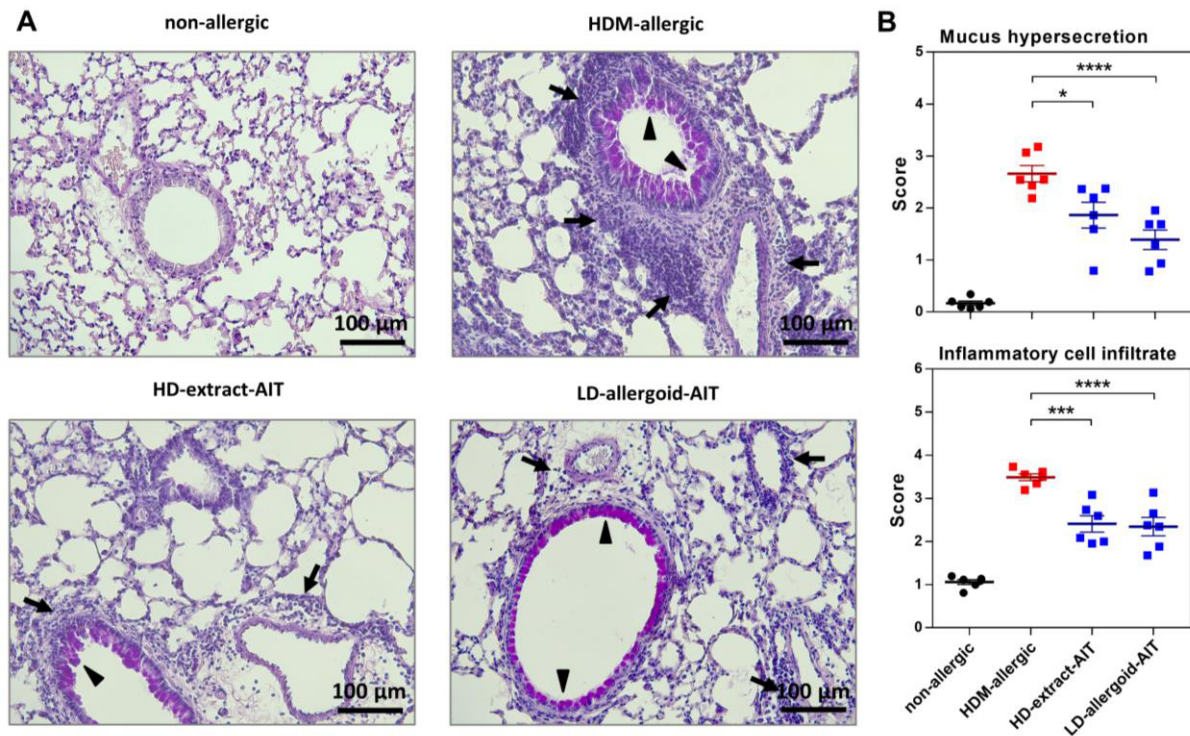 A
non-allergic
HDM-allergic
100 µm
100 µm
HD-extract-AIT
LD-allergoid-AIT
100 µm
100 µm
B
Mucus hypersecretion
5
4
3
2
1
0
Score
****
*
Inflammatory cell infiltrate
6
5
4
3
2
1
0
Score
****
***
non-allergic
HDM-allergic
HD-extract-AIT
LD-allergoid-AIT